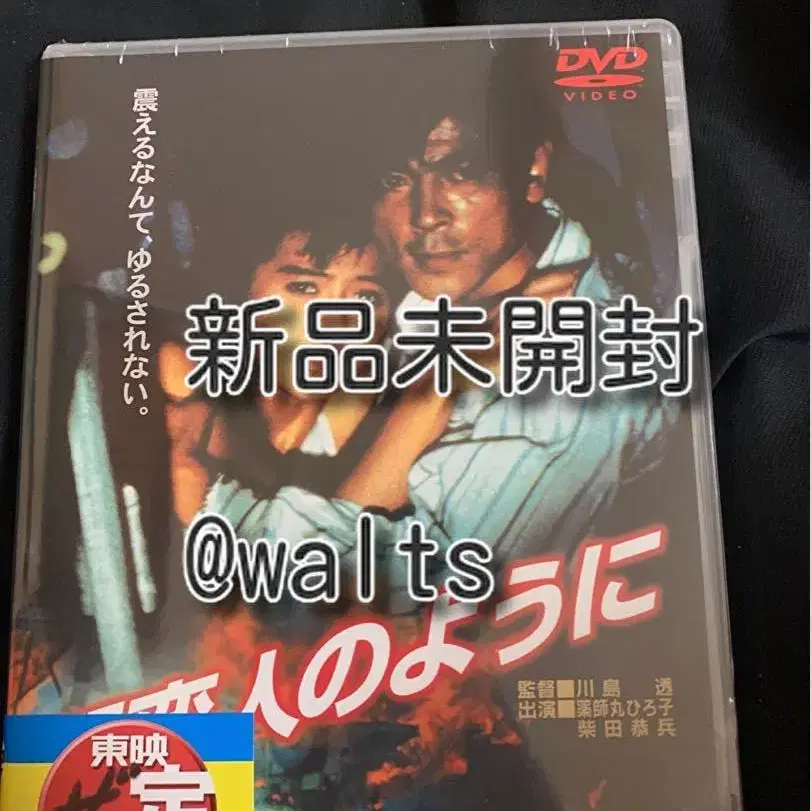 DVD
VIDEO
震えるなんて、ゆるされない。
新品未開封
@walts
恋人のように
監督■川島 透
出演■薬師丸ひろ子
柴田恭兵
東映